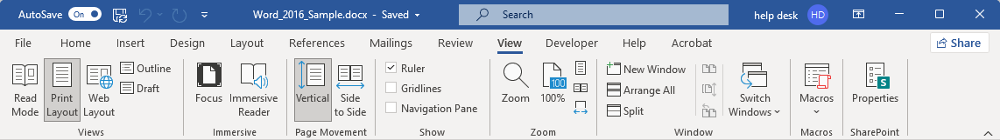 AutoSave On Word_2016_Sample.docx - Saved Search help desk HD
File Home Insert Design Layout References Mailings Review View Developer Help Acrobat Share
Read Mode
Print Layout
Web Layout
Outline
Draft
Views
Focus
Immersive Reader
Immersive
Vertical
Side to Side
Page Movement
Ruler
Gridlines
Navigation Pane
Show
Zoom
100
100%
Zoom
New Window
Arrange All
Split
Switch Windows
Window
Macros
Macros
S
Properties
SharePoint